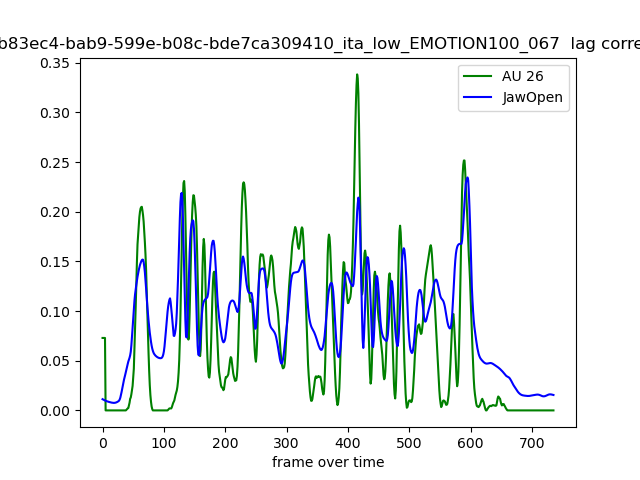 b83ec4-bab9-599e-b08c-bde7ca309410_ita_low_EMOTION100_067 lag corre
AU 26
JawOpen
0.35
0.30
0.25
0.20
0.15
0.10
0.05
0.00
0 100 200 300 400 500 600 700
frame over time